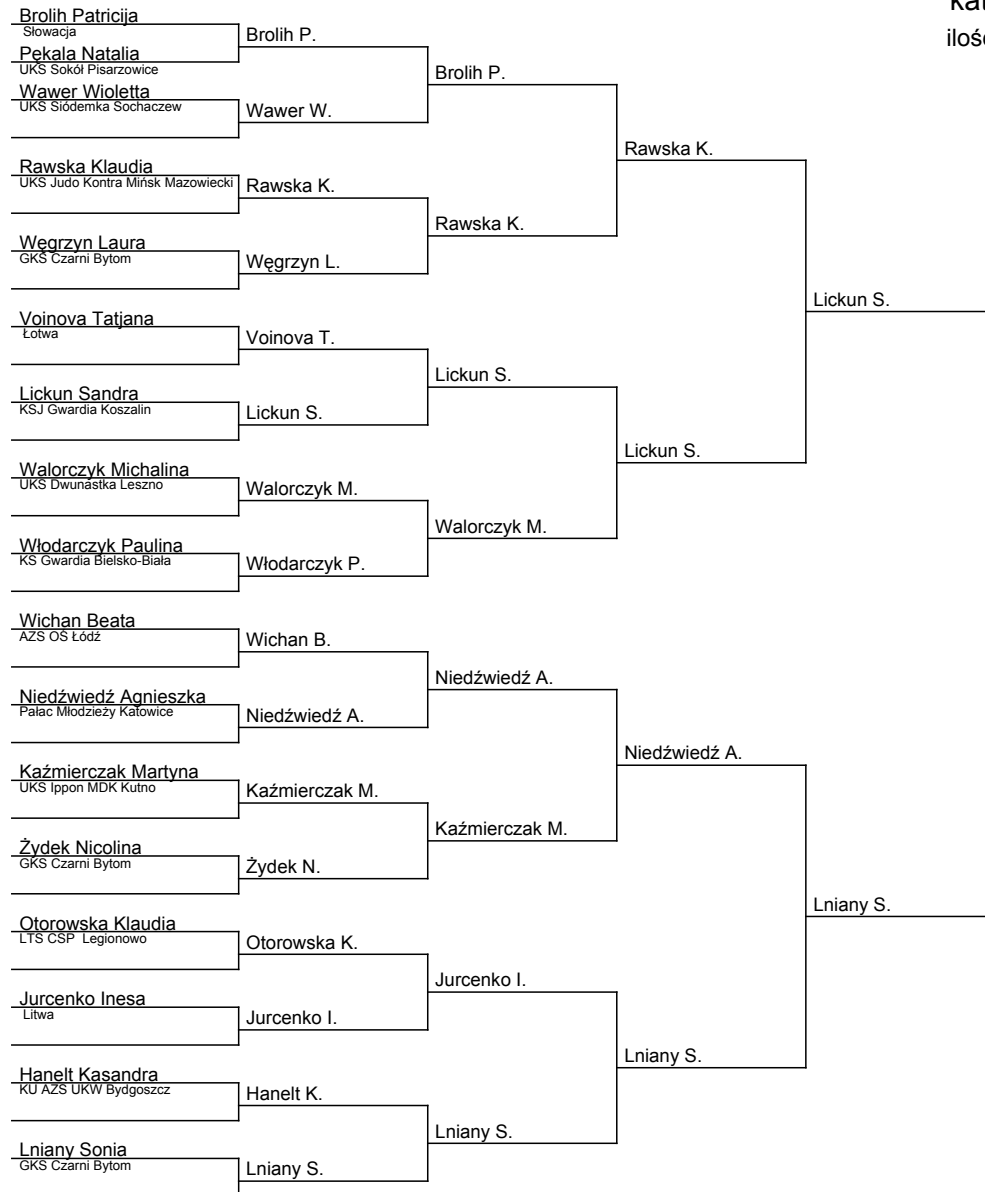 kat
ilośc
Brolih Patricija
Słowacja
Pękala Natalia
UKS Sokół Pisarzowice
Wawer Wioletta
UKS Siódemka Sochaczew
Rawska Klaudia
UKS Judo Kontra Mińsk Mazowiecki
Węgrzyn Laura
GKS Czarni Bytom
Voinova Tatjana
Łotwa
Lickun Sandra
KSJ Gwardia Koszalin
Walorczyk Michalina
UKS Dwunastka Leszno
Włodarczyk Paulina
KS Gwardia Bielsko-Biała
Wichan Beata
AZS OŚ Łódź
Niedźwiedź Agnieszka
Pałac Młodzieży Katowice
Kaźmierczak Martyna
UKS Ippon MDK Kutno
Żydek Nicolina
GKS Czarni Bytom
Otorowska Klaudia
LTS CSP  Legionowo
Jurcenko Inesa
Litwa
Hanelt Kasandra
KU AZS UKW Bydgoszcz
Lniany Sonia
GKS Czarni Bytom
Brolih P.
Wawer W.
Rawska K.
Węgrzyn L.
Voinova T.
Lickun S.
Walorczyk M.
Włodarczyk P.
Wichan B.
Niedźwiedź A.
Kaźmierczak M.
Żydek N.
Otorowska K.
Jurcenko I.
Hanelt K.
Lniany S.
Brolih P.
Rawska K.
Lickun S.
Walorczyk M.
Niedźwiedź A.
Kaźmierczak M.
Jurcenko I.
Lniany S.
Rawska K.
Lickun S.
Niedźwiedź A.
Lniany S.
Lickun S.
Lniany S.